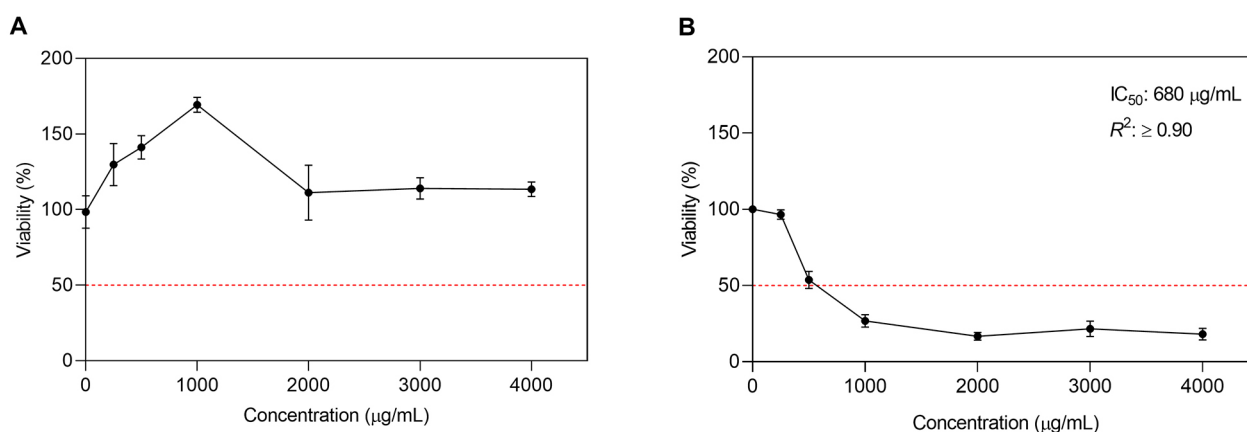 A
200
150
100
50
0
Viability (%)
0 1000 2000 3000 4000
Concentration (μg/mL)
B
200
150
100
50
0
Viability (%)
IC₅₀: 680 μg/mL
R²: ≥ 0.90
0 1000 2000 3000 4000
Concentration (μg/mL)